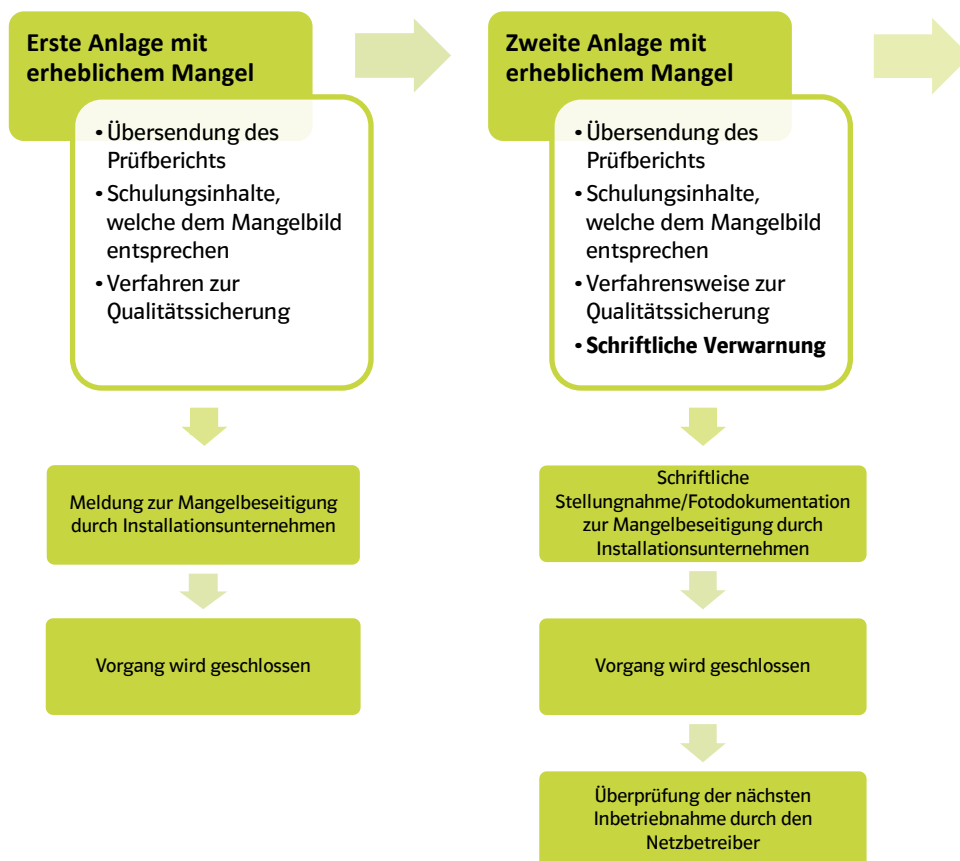 Erste Anlage mit
erheblichem Mangel
• Übersendung des
Prüfberichts
• Schulungsinhalte,
welche dem Mangelbild
entsprechen
• Verfahren zur
Qualitätssicherung
Meldung zur Mangelbeseitigung
durch Installationsunternehmen
Vorgang wird geschlossen
Zweite Anlage mit
erheblichem Mangel
• Übersendung des
Prüfberichts
• Schulungsinhalte,
welche dem Mangelbild
entsprechen
• Verfahrensweise zur
Qualitätssicherung
• Schriftliche Verwarnung
Schriftliche
Stellungnahme/Fotodokumentation
zur Mangelbeseitigung durch
Installationsunternehmen
Vorgang wird geschlossen
Überprüfung der nächsten
Inbetriebnahme durch den
Netzbetreiber